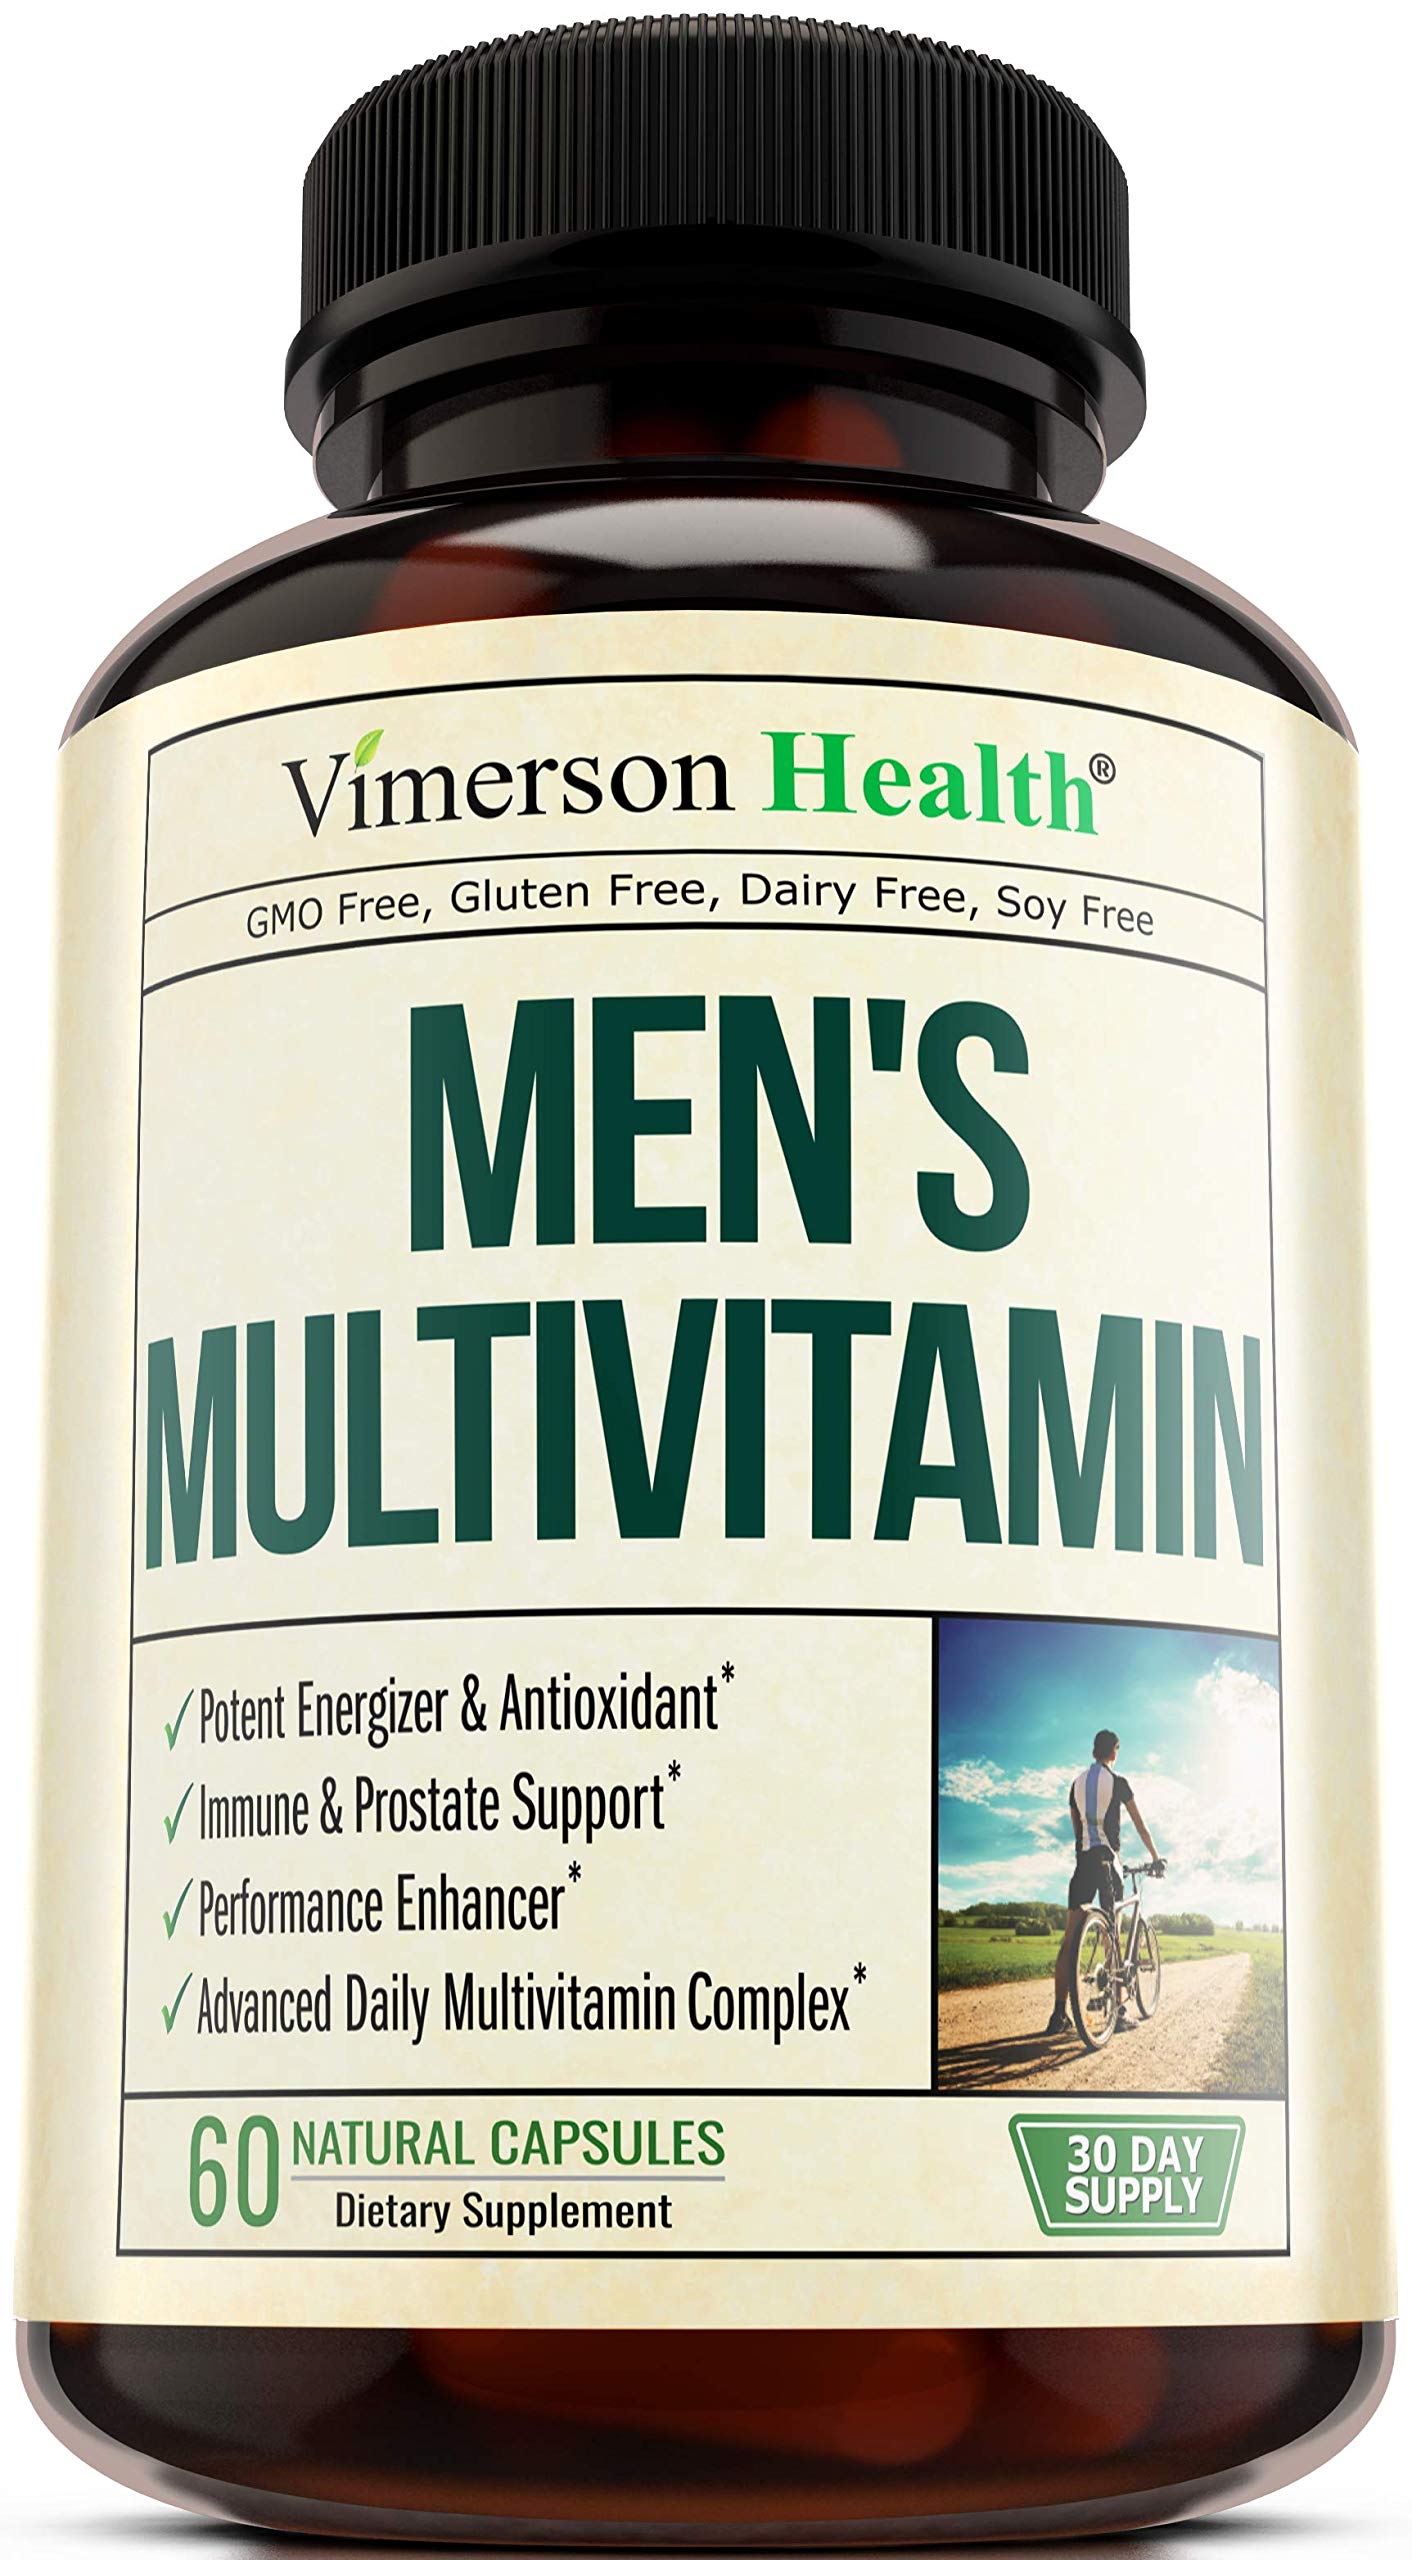 Vimerson Health®
GMO Free, Gluten Free, Dairy Free, Soy Free
MEN'S
MULTIVITAMIN
✓ Potent Energizer & Antioxidant*
✓ Immune & Prostate Support*
✓ Performance Enhancer*
✓ Advanced Daily Multivitamin Complex*
60 NATURAL CAPSULES
Dietary Supplement
30 DAY
SUPPLY